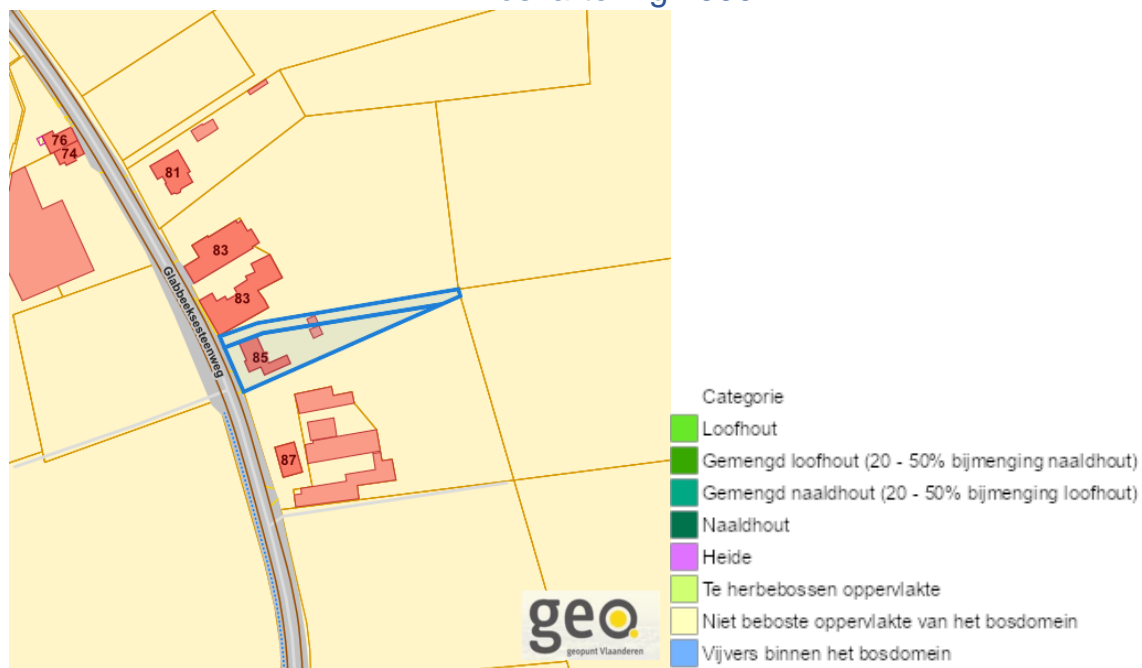 76
74
81
83
83
Glabbeeksesteenweg
85
87
geo
geopunt Vlaanderen
Categorie
Loofhout
Gemengd loofhout (20 - 50% bijmenging naaldhout)
Gemengd naaldhout (20 - 50% bijmenging loofhout)
Naaldhout
Heide
Te herbebossen oppervlakte
Niet beboste oppervlakte van het bosdomein
Vijvers binnen het bosdomein